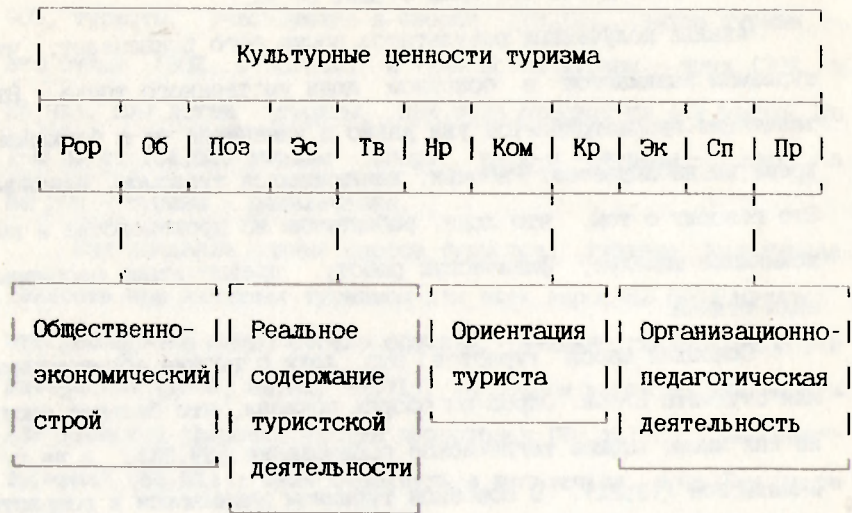 Культурные ценности туризма
Рор | Об | Поз | Эс | Тв | Нр | Ком | Кр | Эк | Сп | Пр
Общественно-
экономический
строй
Реальное
содержание
туристской
деятельности
Ориентация
туриста
Организационно-
педагогическая
деятельность